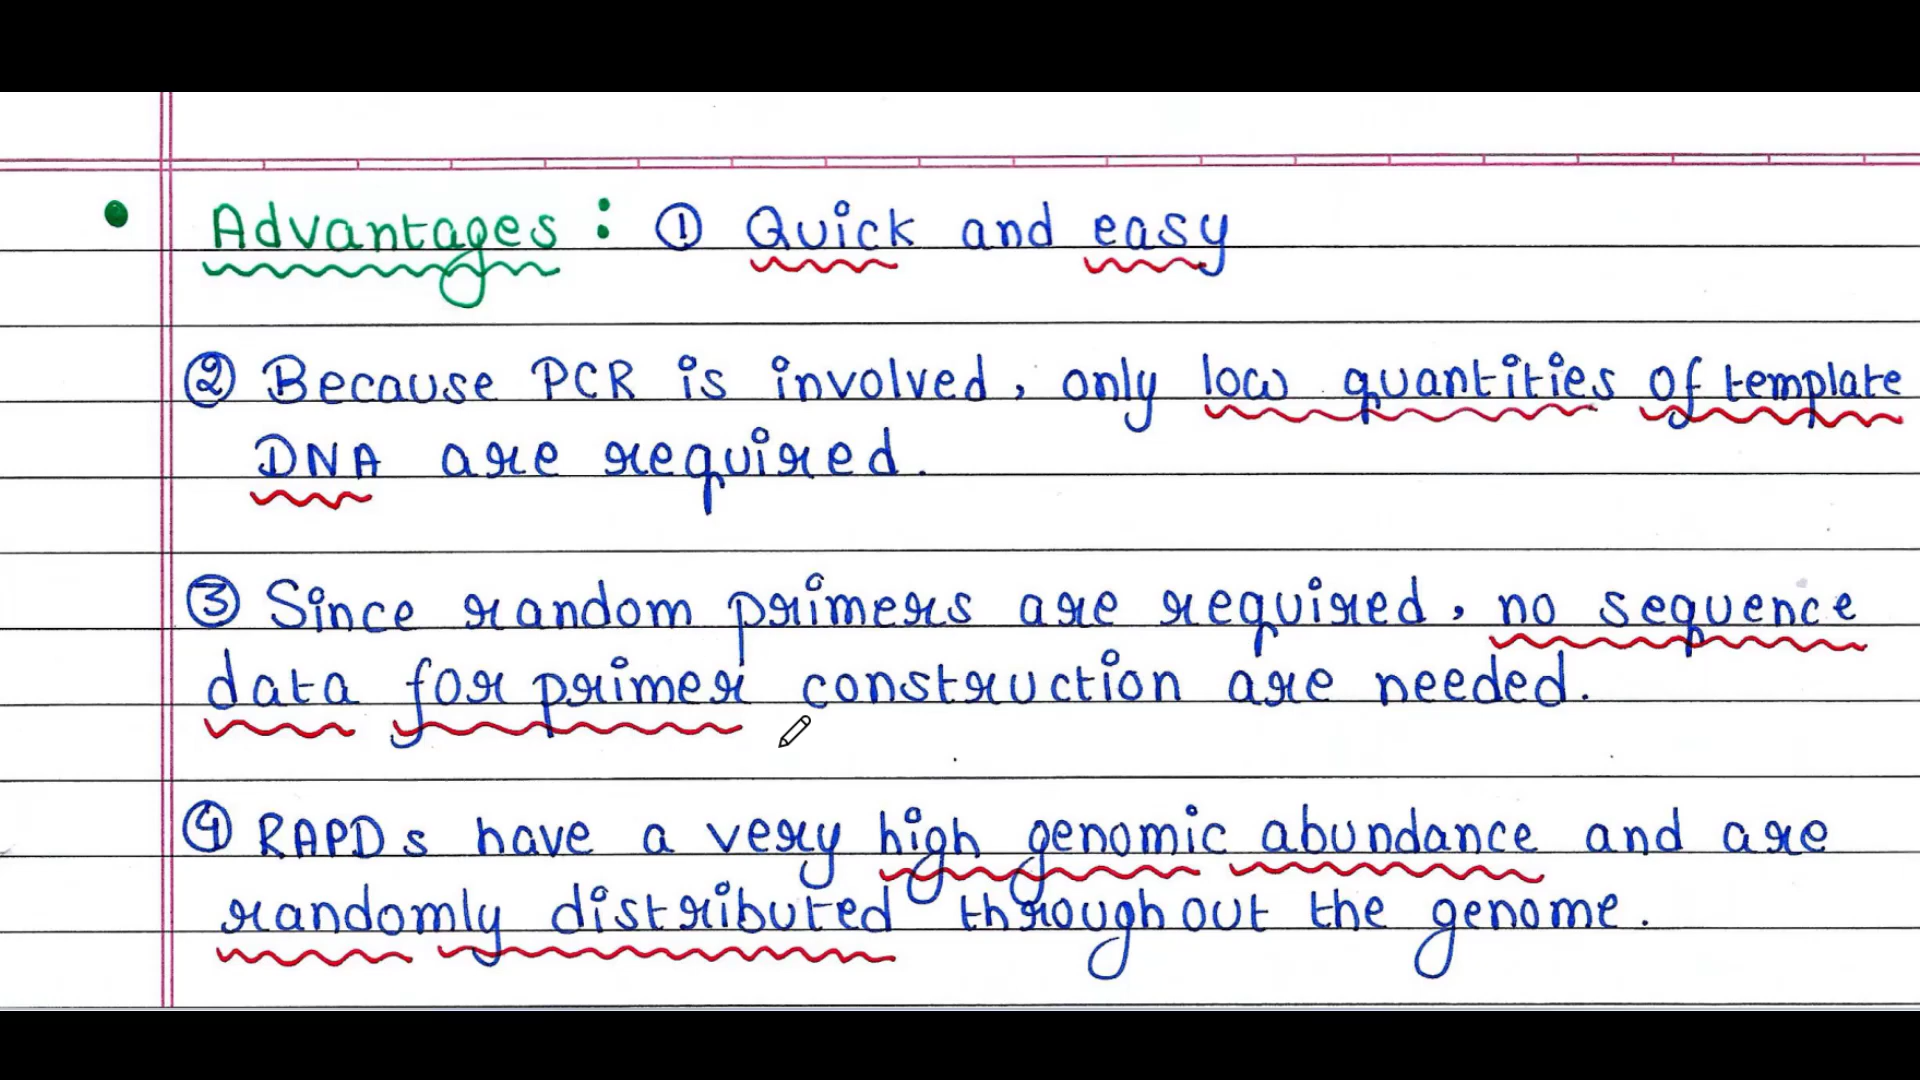 • Advantages : ① Quick and easy
② Because PCR is involved, only low quantities of template
DNA are required.
③ Since random primers are required, no sequence
data for primer construction are needed.
④ RAPDs have a very high genomic abundance and are
randomly distributed throughout the genome.